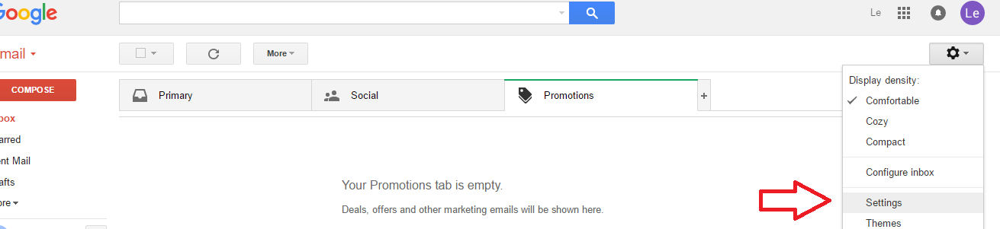 Google
Le
Le
mail
More
COMPOSE
Primary
Social
Promotions
+
Display density:
Comfortable
Cozy
Compact
Configure inbox
Settings
Themes
box
arred
ent Mail
afts
ore
Your Promotions tab is empty.
Deals, offers and other marketing emails will be shown here.